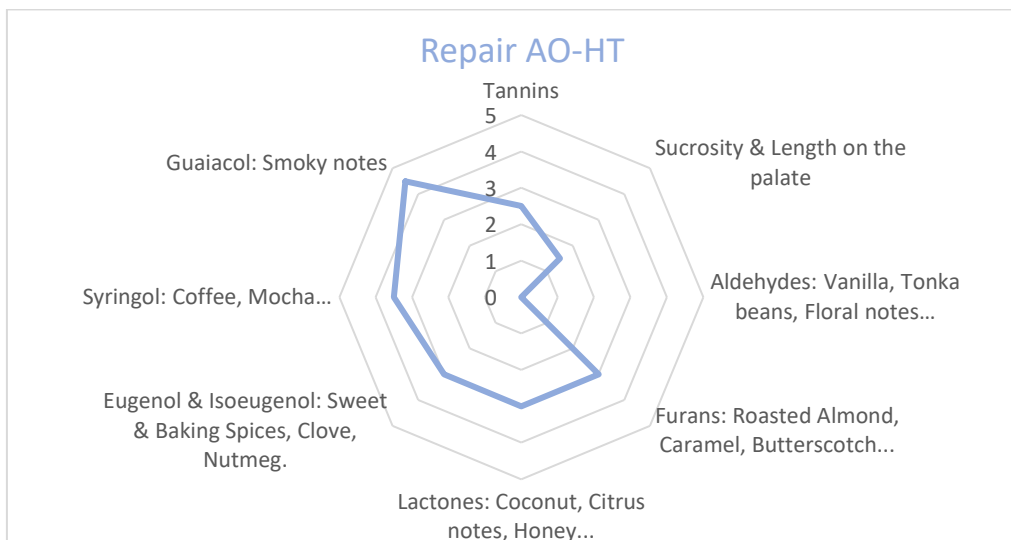 Repair AO-HT
Tannins
5
4
3
2
1
0
Sucrosity & Length on the
palate
Aldehydes: Vanilla, Tonka
beans, Floral notes…
Furans: Roasted Almond,
Caramel, Butterscotch...
Lactones: Coconut, Citrus
notes, Honey...
Eugenol & Isoeugenol: Sweet
& Baking Spices, Clove,
Nutmeg.
Syringol: Coffee, Mocha…
Guaiacol: Smoky notes